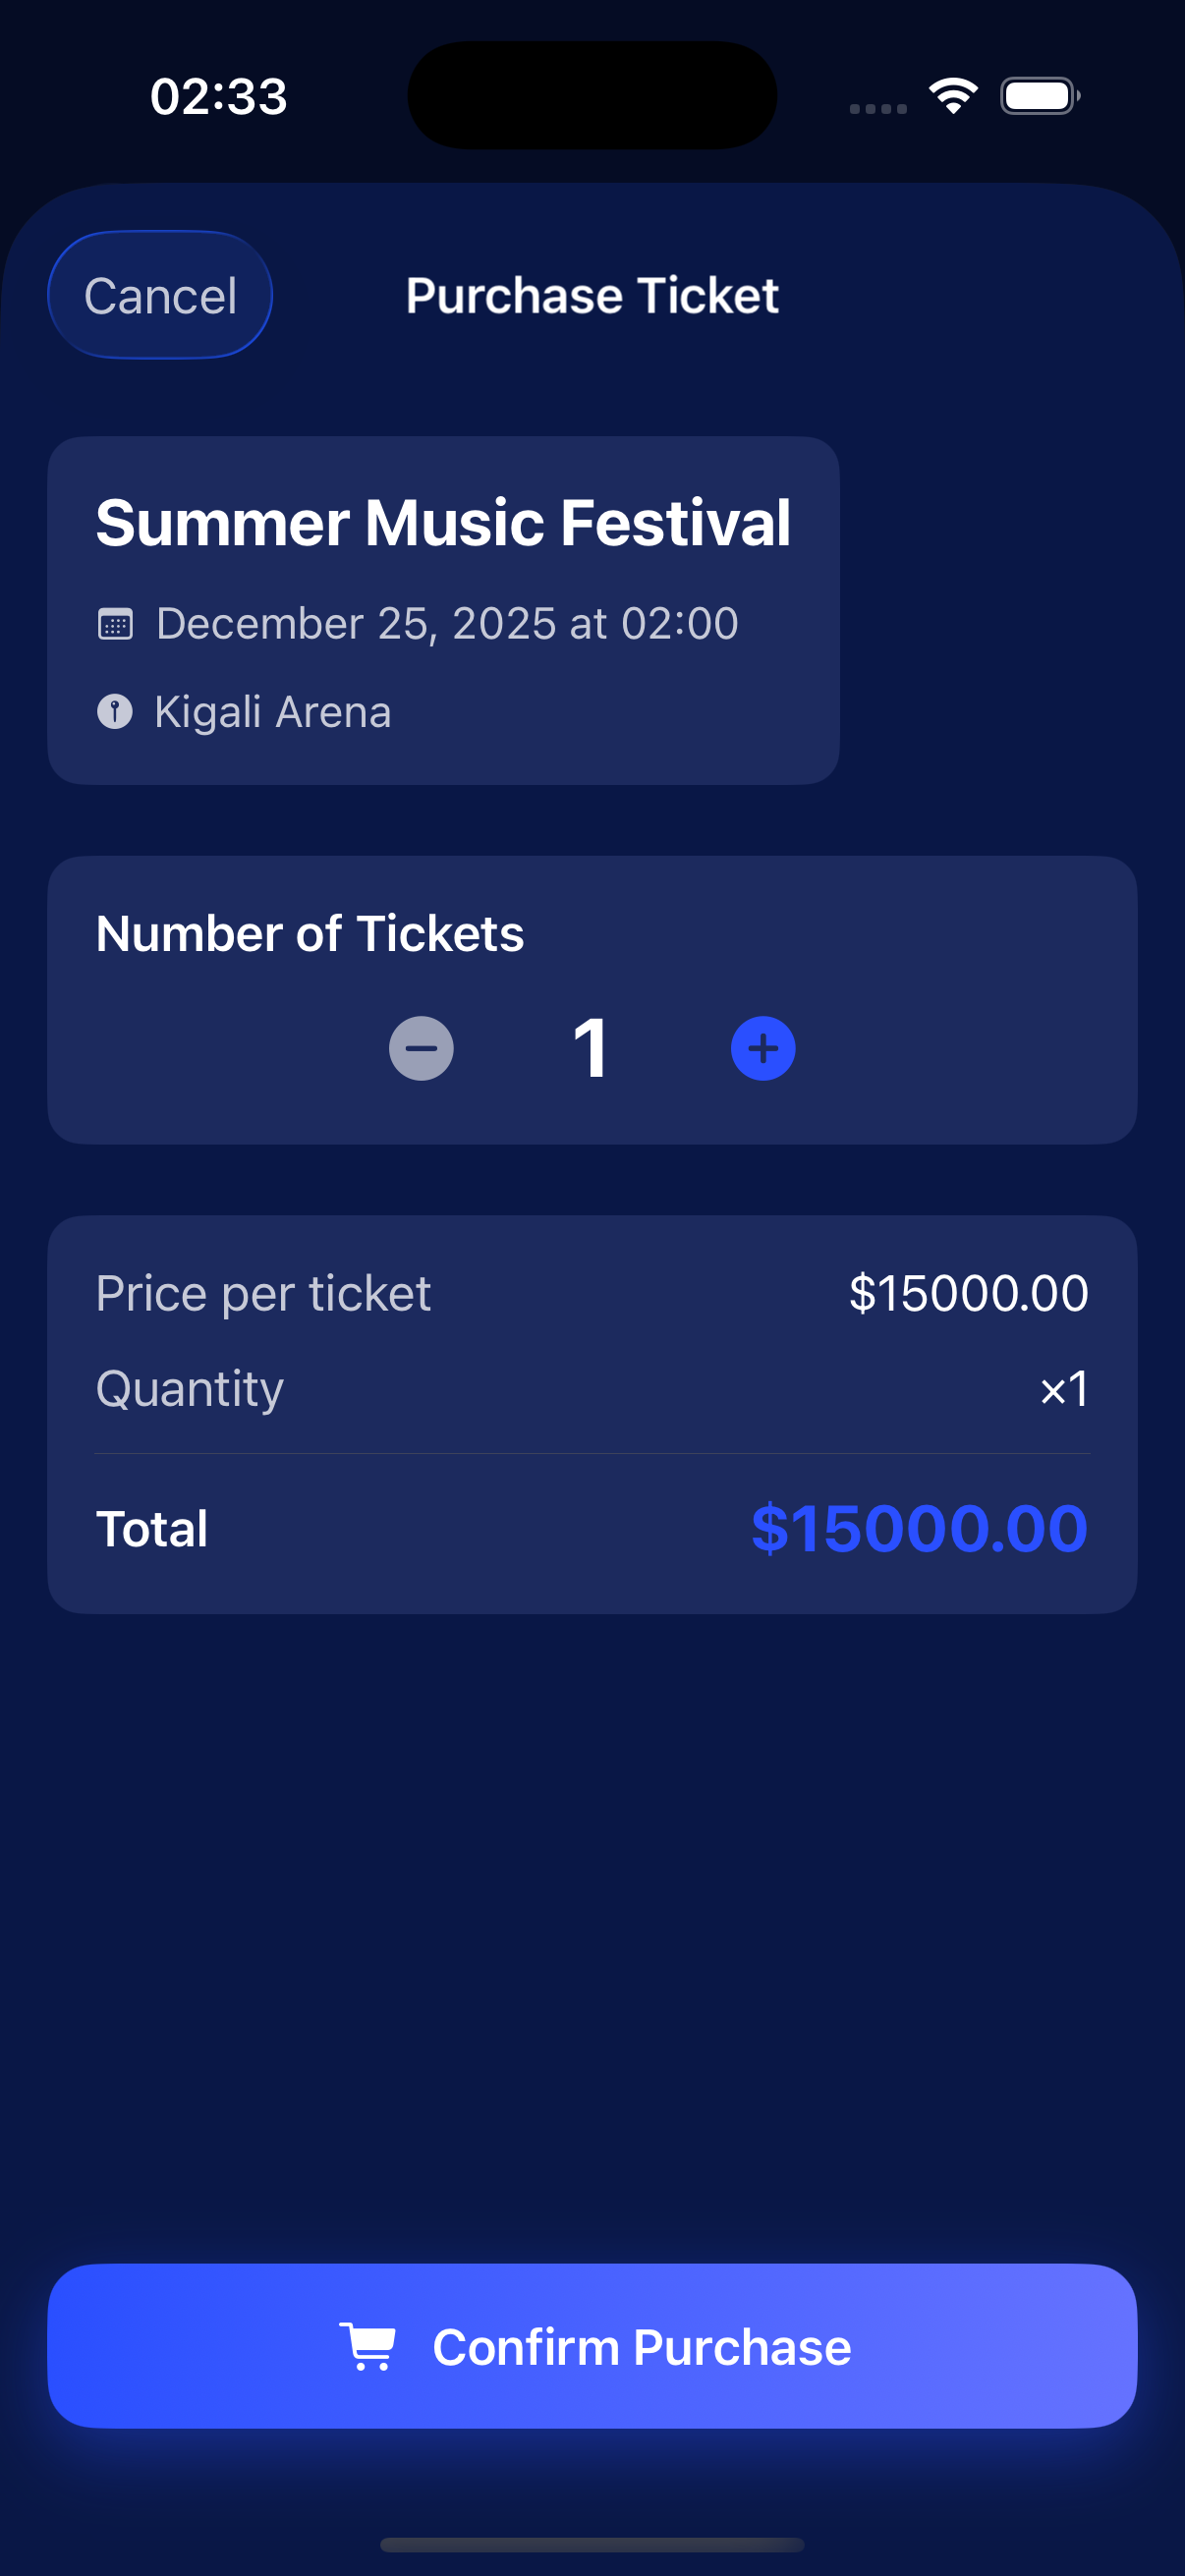 02:33
Cancel
Purchase Ticket
Summer Music Festival
December 25, 2025 at 02:00
Kigali Arena
Number of Tickets
1
Price per ticket
$15000.00
Quantity
×1
Total
$15000.00
Confirm Purchase